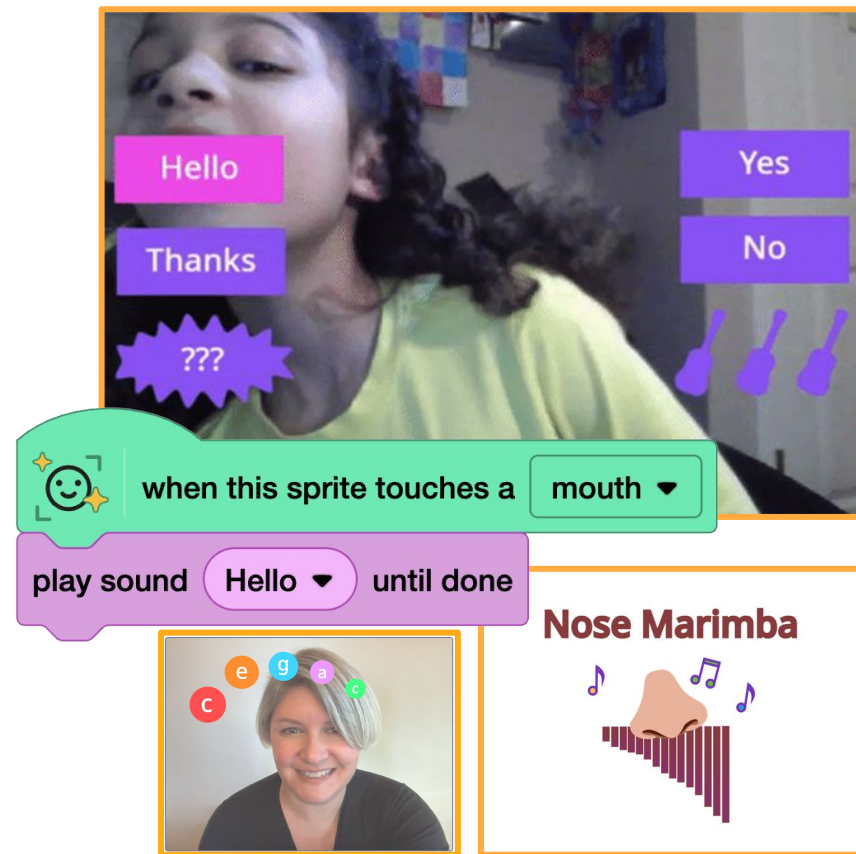 Hello
Yes
Thanks
No
???
when this sprite touches a mouth
play sound Hello until done
Nose Marimba
c
e
g
a
c